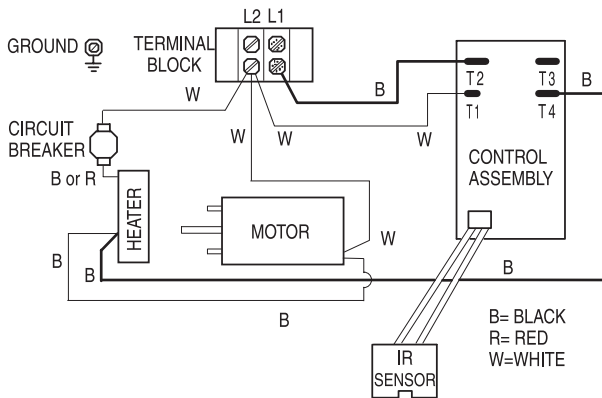 L2 L1
GROUND
TERMINAL
BLOCK
T2 T3
T1 T4
B
B
W
W
W
W
CIRCUIT
BREAKER
B or R
CONTROL
ASSEMBLY
HEATER
MOTOR
W
B
B
B
B
B= BLACK
R= RED
W=WHITE
IR
SENSOR